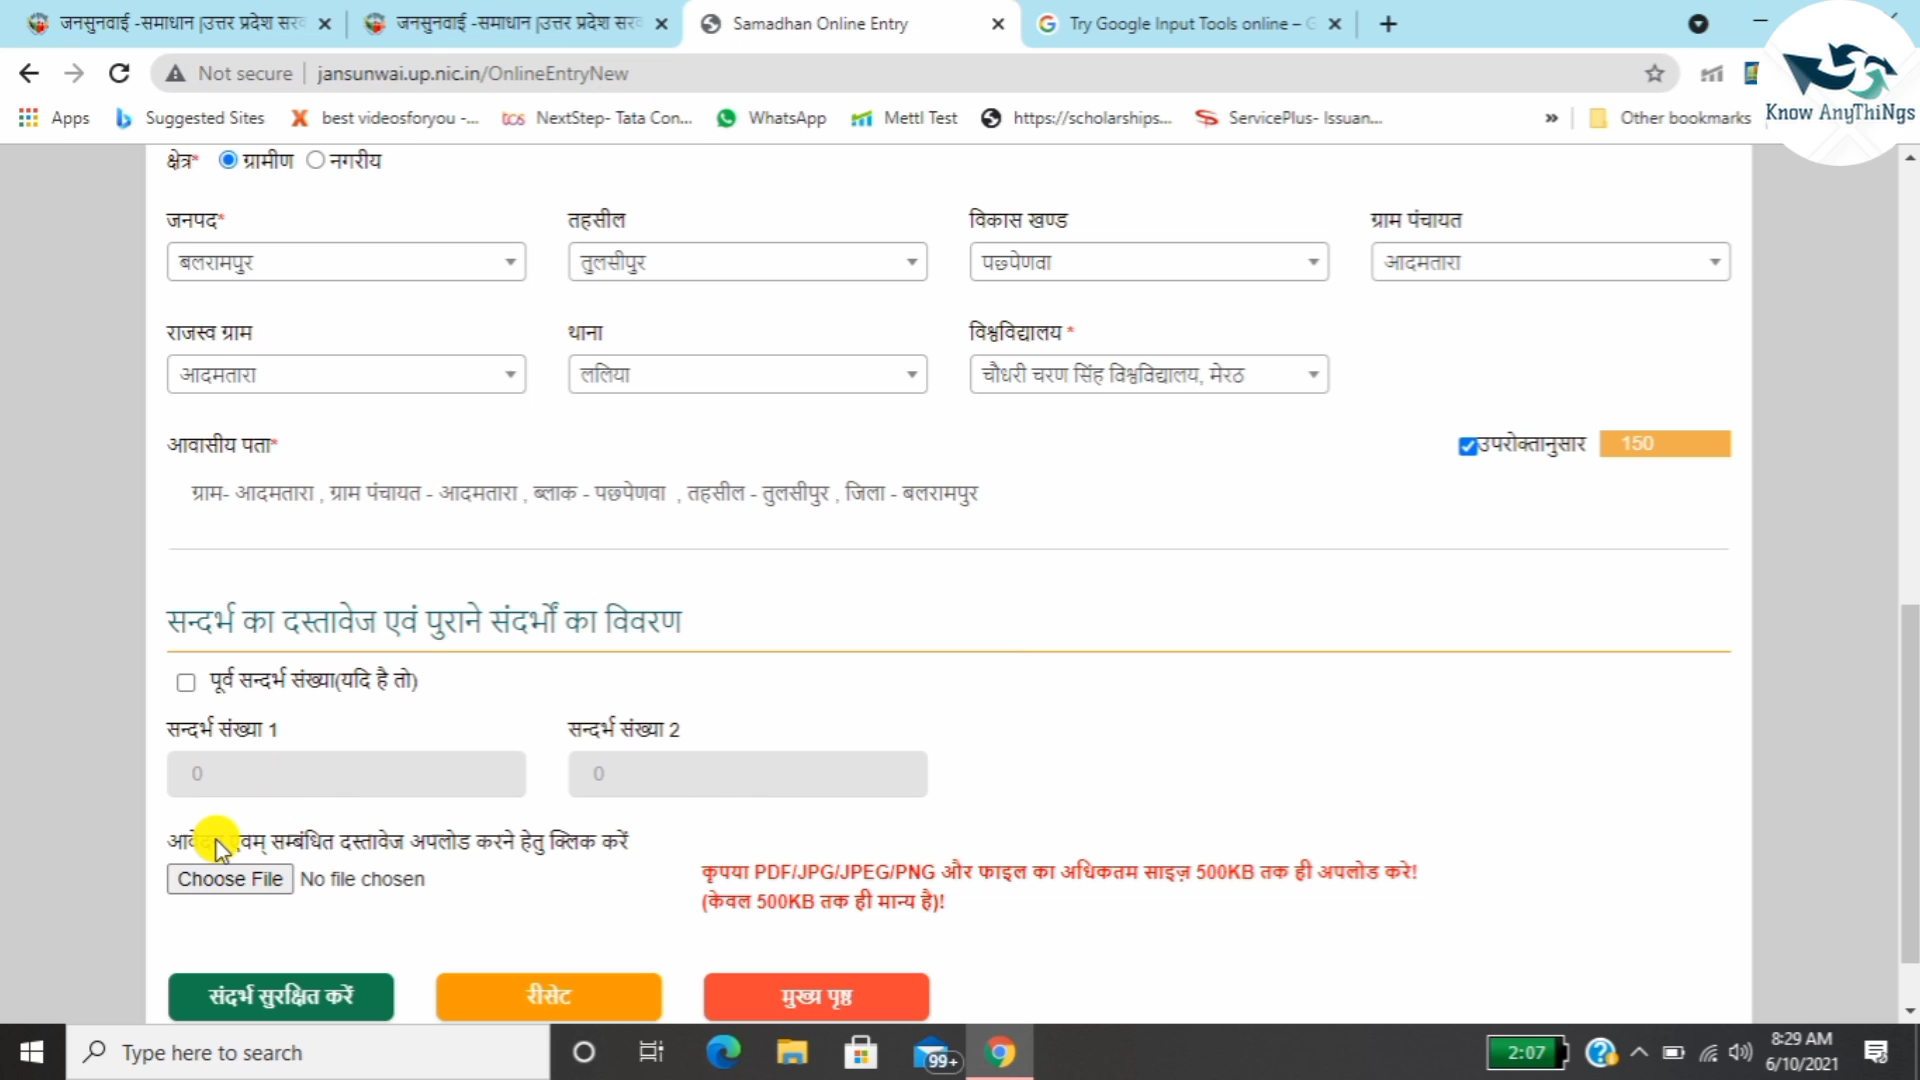 जनसुनवाई -समाधान |उत्तर प्रदेश सरक
जनसुनवाई -समाधान |उत्तर प्रदेश सरक
Samadhan Online Entry
Try Google Input Tools online – G
Not secure
jansunwai.up.nic.in/OnlineEntryNew
Apps
Suggested Sites
best videosforyou -...
tcs
NextStep- Tata Con...
WhatsApp
Mettl Test
https://scholarships...
ServicePlus- Issuan...
»
Other bookmarks
Know AnyThiNgs
क्षेत्र* ग्रामीण नगरीय
जनपद* तहसील विकास खण्ड ग्राम पंचायत
बलरामपुर तुलसीपुर पछपेणवा आदमतारा
राजस्व ग्राम थाना विश्वविद्यालय *
आदमतारा ललिया चौधरी चरण सिंह विश्वविद्यालय, मेरठ
आवासीय पता* उपरोक्तानुसार 150
ग्राम- आदमतारा , ग्राम पंचायत - आदमतारा , ब्लाक - पछपेणवा , तहसील - तुलसीपुर , जिला - बलरामपुर
सन्दर्भ का दस्तावेज एवं पुराने संदर्भों का विवरण
पूर्व सन्दर्भ संख्या(यदि है तो)
सन्दर्भ संख्या 1 सन्दर्भ संख्या 2
0 0
सम्बंधित दस्तावेज अपलोड करने हेतु क्लिक करें
Choose File No file chosen
कृपया PDF/JPG/JPEG/PNG और फाइल का अधिकतम साइज़ 500KB तक ही अपलोड करे!
(केवल 500KB तक ही मान्य है)!
संदर्भ सुरक्षित करें रीसेट मुख्य पृष्ठ
Type here to search
99+
2:07
8:29 AM
6/10/2021